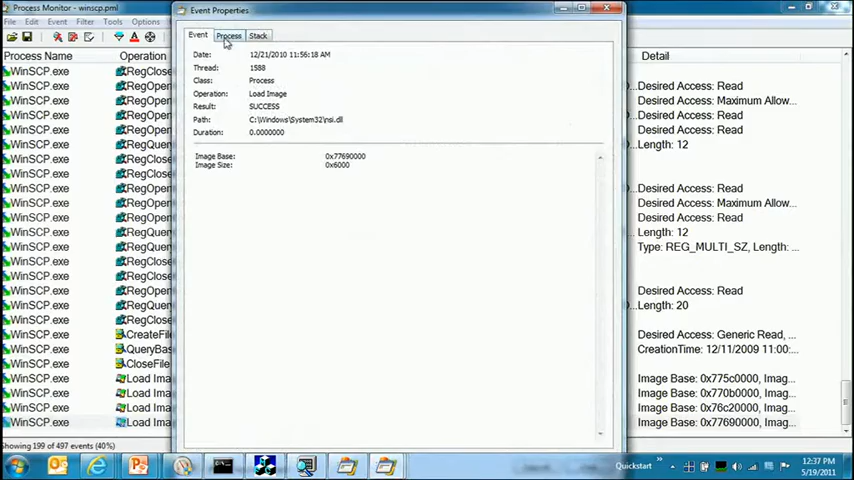 Process Monitor - winscp.pml
File Edit Event Filter Tools Options
Process Name Operation Detail
WinSCP.exe RegClose
WinSCP.exe RegOpen Desired Access: Read
WinSCP.exe RegOpen Desired Access: Maximum Allow...
WinSCP.exe RegOpen Desired Access: Read
WinSCP.exe RegOpen Desired Access: Read
WinSCP.exe RegQuer Length: 12
WinSCP.exe RegClose
WinSCP.exe RegOpen Desired Access: Read
WinSCP.exe RegOpen Desired Access: Maximum Allow...
WinSCP.exe RegOpen Desired Access: Read
WinSCP.exe RegOpen Desired Access: Read
WinSCP.exe RegQuer Length: 12
WinSCP.exe RegQuer Type: REG_MULTI_SZ, Length: ...
WinSCP.exe RegClose
WinSCP.exe RegClose
WinSCP.exe RegOpen Desired Access: Read
WinSCP.exe RegQuer Length: 20
WinSCP.exe RegClose
WinSCP.exe CreateFil Desired Access: Generic Read, ...
WinSCP.exe QueryBas CreationTime: 12/11/2009 11:00:...
WinSCP.exe CloseFile
WinSCP.exe Load Ima Image Base: 0x775c0000, Imag...
WinSCP.exe Load Ima Image Base: 0x770b0000, Imag...
WinSCP.exe Load Ima Image Base: 0x76c20000, Imag...
WinSCP.exe Load Ima Image Base: 0x77690000, Imag...
Showing 199 of 497 events (40%)
Event Properties
Event Process Stack
Date: 12/21/2010 11:56:18 AM
Thread: 1588
Class: Process
Operation: Load Image
Result: SUCCESS
Path: C:\Windows\System32\nsi.dll
Duration: 0.0000000
Image Base: 0x77690000
Image Size: 0x6000
Quickstart
12:37 PM
5/19/2011